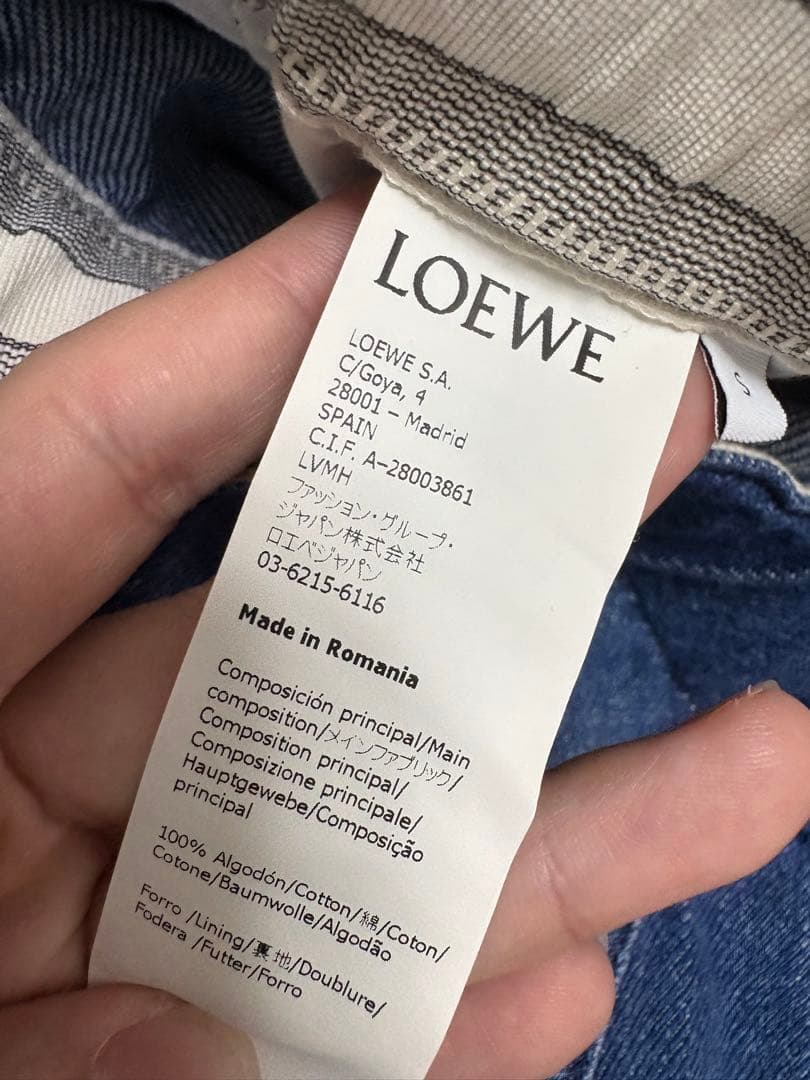 LOEWE
LOEWE S.A.
C/Goya, 4
28001 – Madrid
SPAIN
C.I.F. A-28003861
LVMH
ファッション・グループ・
ジャパン株式会社
ロエベジャパン
03-6215-6116
Made in Romania
Composición principal/Main
composition/メインファブリック/
Composition principal/
Composizione principale/
Hauptgewebe/Composição
principal
100% Algodón/Cotton/綿/Coton/
Cotone/Baumwolle/Algodão
Forro /Lining/裏地/Doublure/
Fodera /Futter/Forro
S